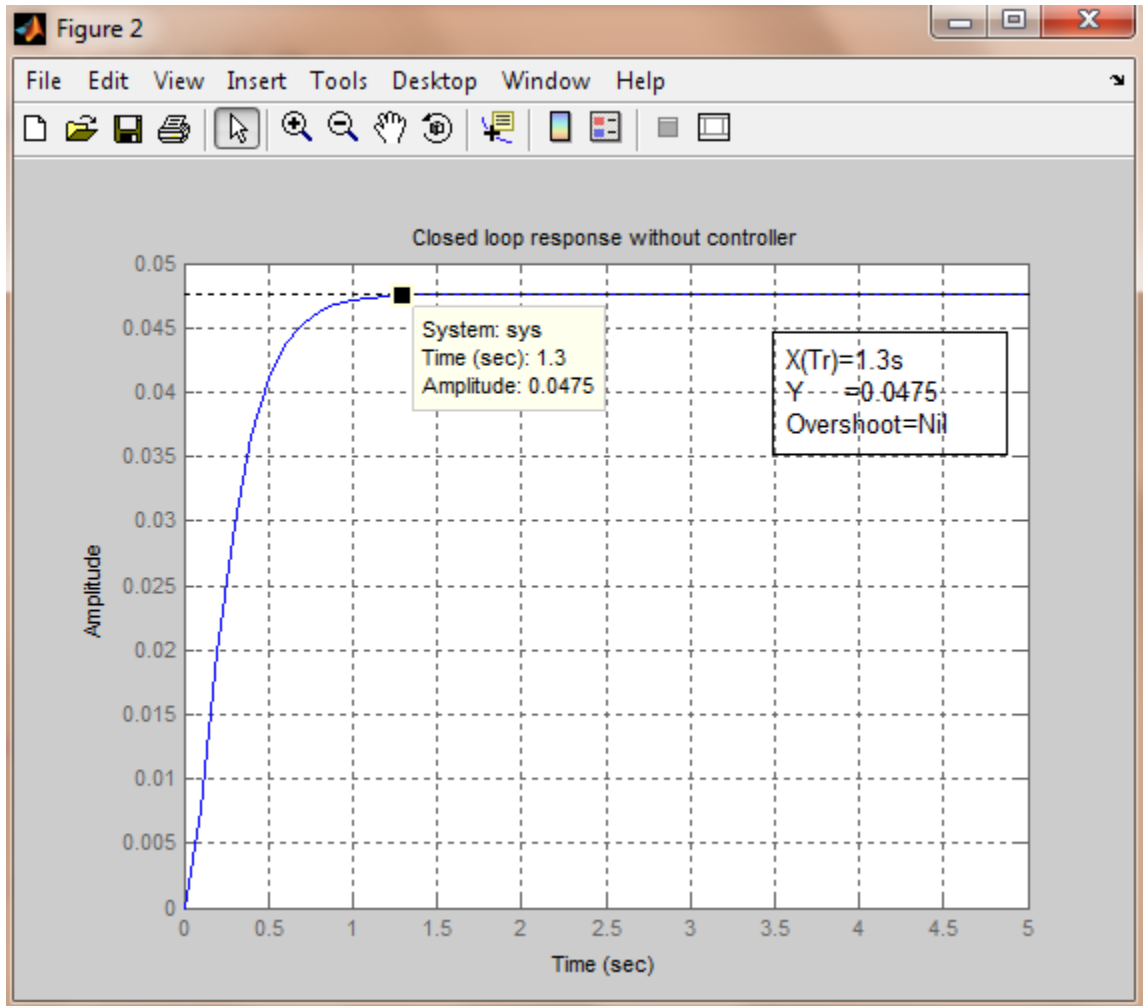 Figure 2
File Edit View Insert Tools Desktop Window Help
Closed loop response without controller
0.05
0.045
0.04
0.035
0.03
0.025
0.02
0.015
0.01
0.005
0
Amplitude
System: sys
Time (sec): 1.3
Amplitude: 0.0475
X(Tr)=1.3s
Y =0.0475
Overshoot=Nil
0 0.5 1 1.5 2 2.5 3 3.5 4 4.5 5
Time (sec)